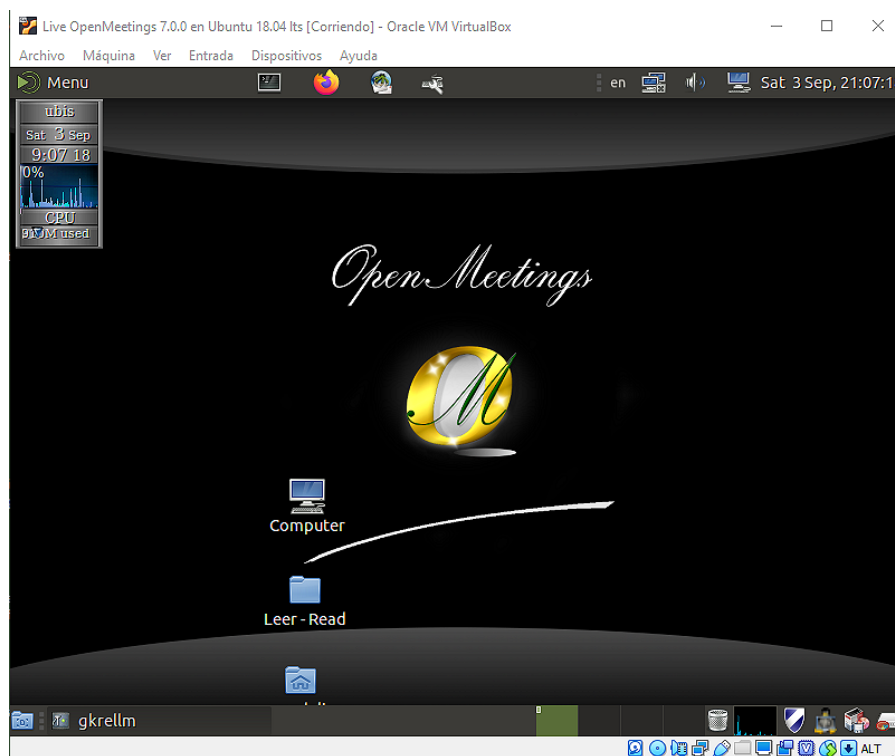 Live OpenMeetings 7.0.0 en Ubuntu 18.04 lts [Corriendo] - Oracle VM VirtualBox
Archivo Máquina Ver Entrada Dispositivos Ayuda
Menu en Sat 3 Sep, 21:07:1
ubis
Sat 3 Sep
9:07 18
0%
CPU
used
OpenMeetings
OM
Computer
Leer - Read
gkrellm
ALT